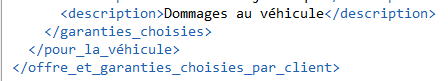 <description>Dommages au véhicule</description>
</garanties_choisies>
</pour_la_véhicule>
</offre_et_garanties_choisies_par_client>